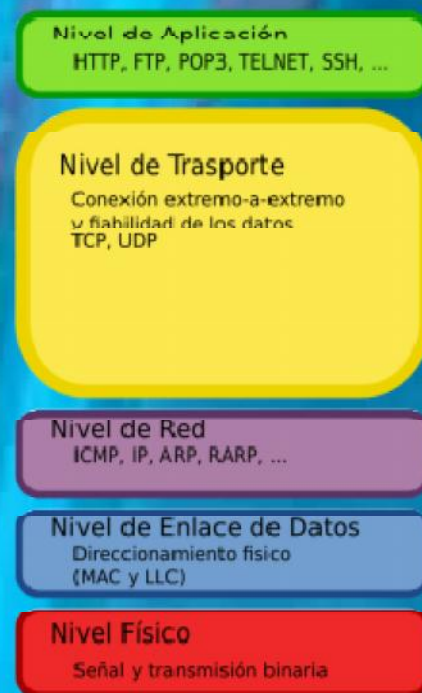 Nivel de Aplicación
HTTP, FTP, POP3, TELNET, SSH, ...
Nivel de Trasporte
Conexión extremo-a-extremo
y fiabilidad de los datos
TCP, UDP
Nivel de Red
ICMP, IP, ARP, RARP, ...
Nivel de Enlace de Datos
Direccionamiento fisico
(MAC y LLC)
Nivel Físico
Señal y transmisión binaria